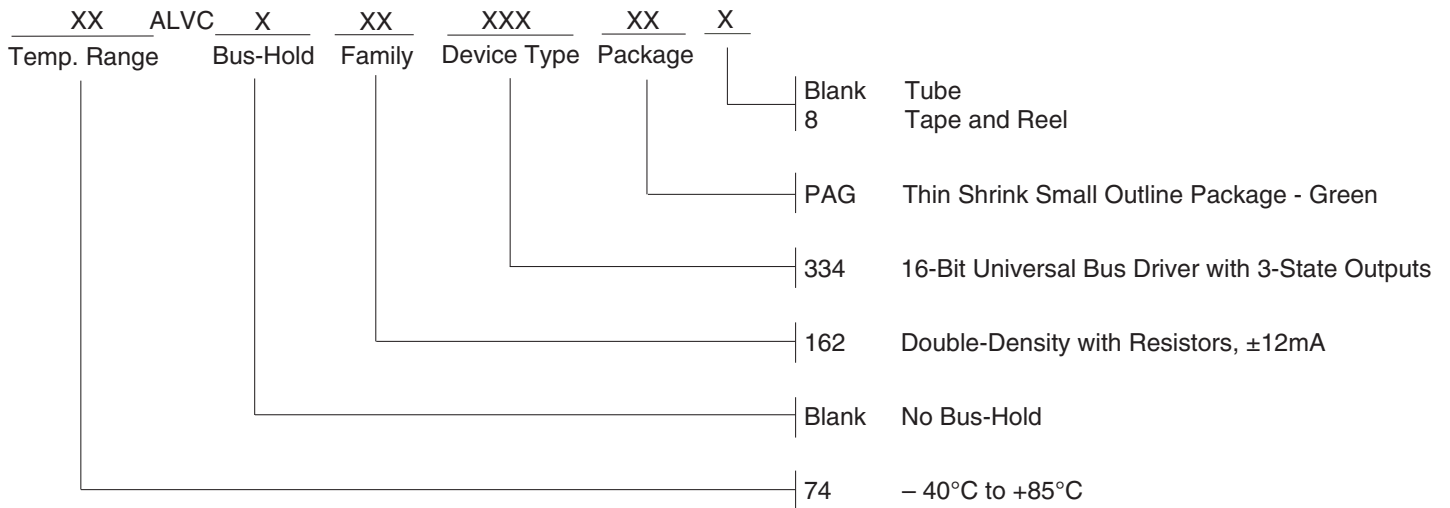 XX ALVC X XX XXX XX X
Temp. Range Bus-Hold Family Device Type Package
Blank Tube
8 Tape and Reel
PAG Thin Shrink Small Outline Package - Green
334 16-Bit Universal Bus Driver with 3-State Outputs
162 Double-Density with Resistors, ±12mA
Blank No Bus-Hold
74 – 40°C to +85°C